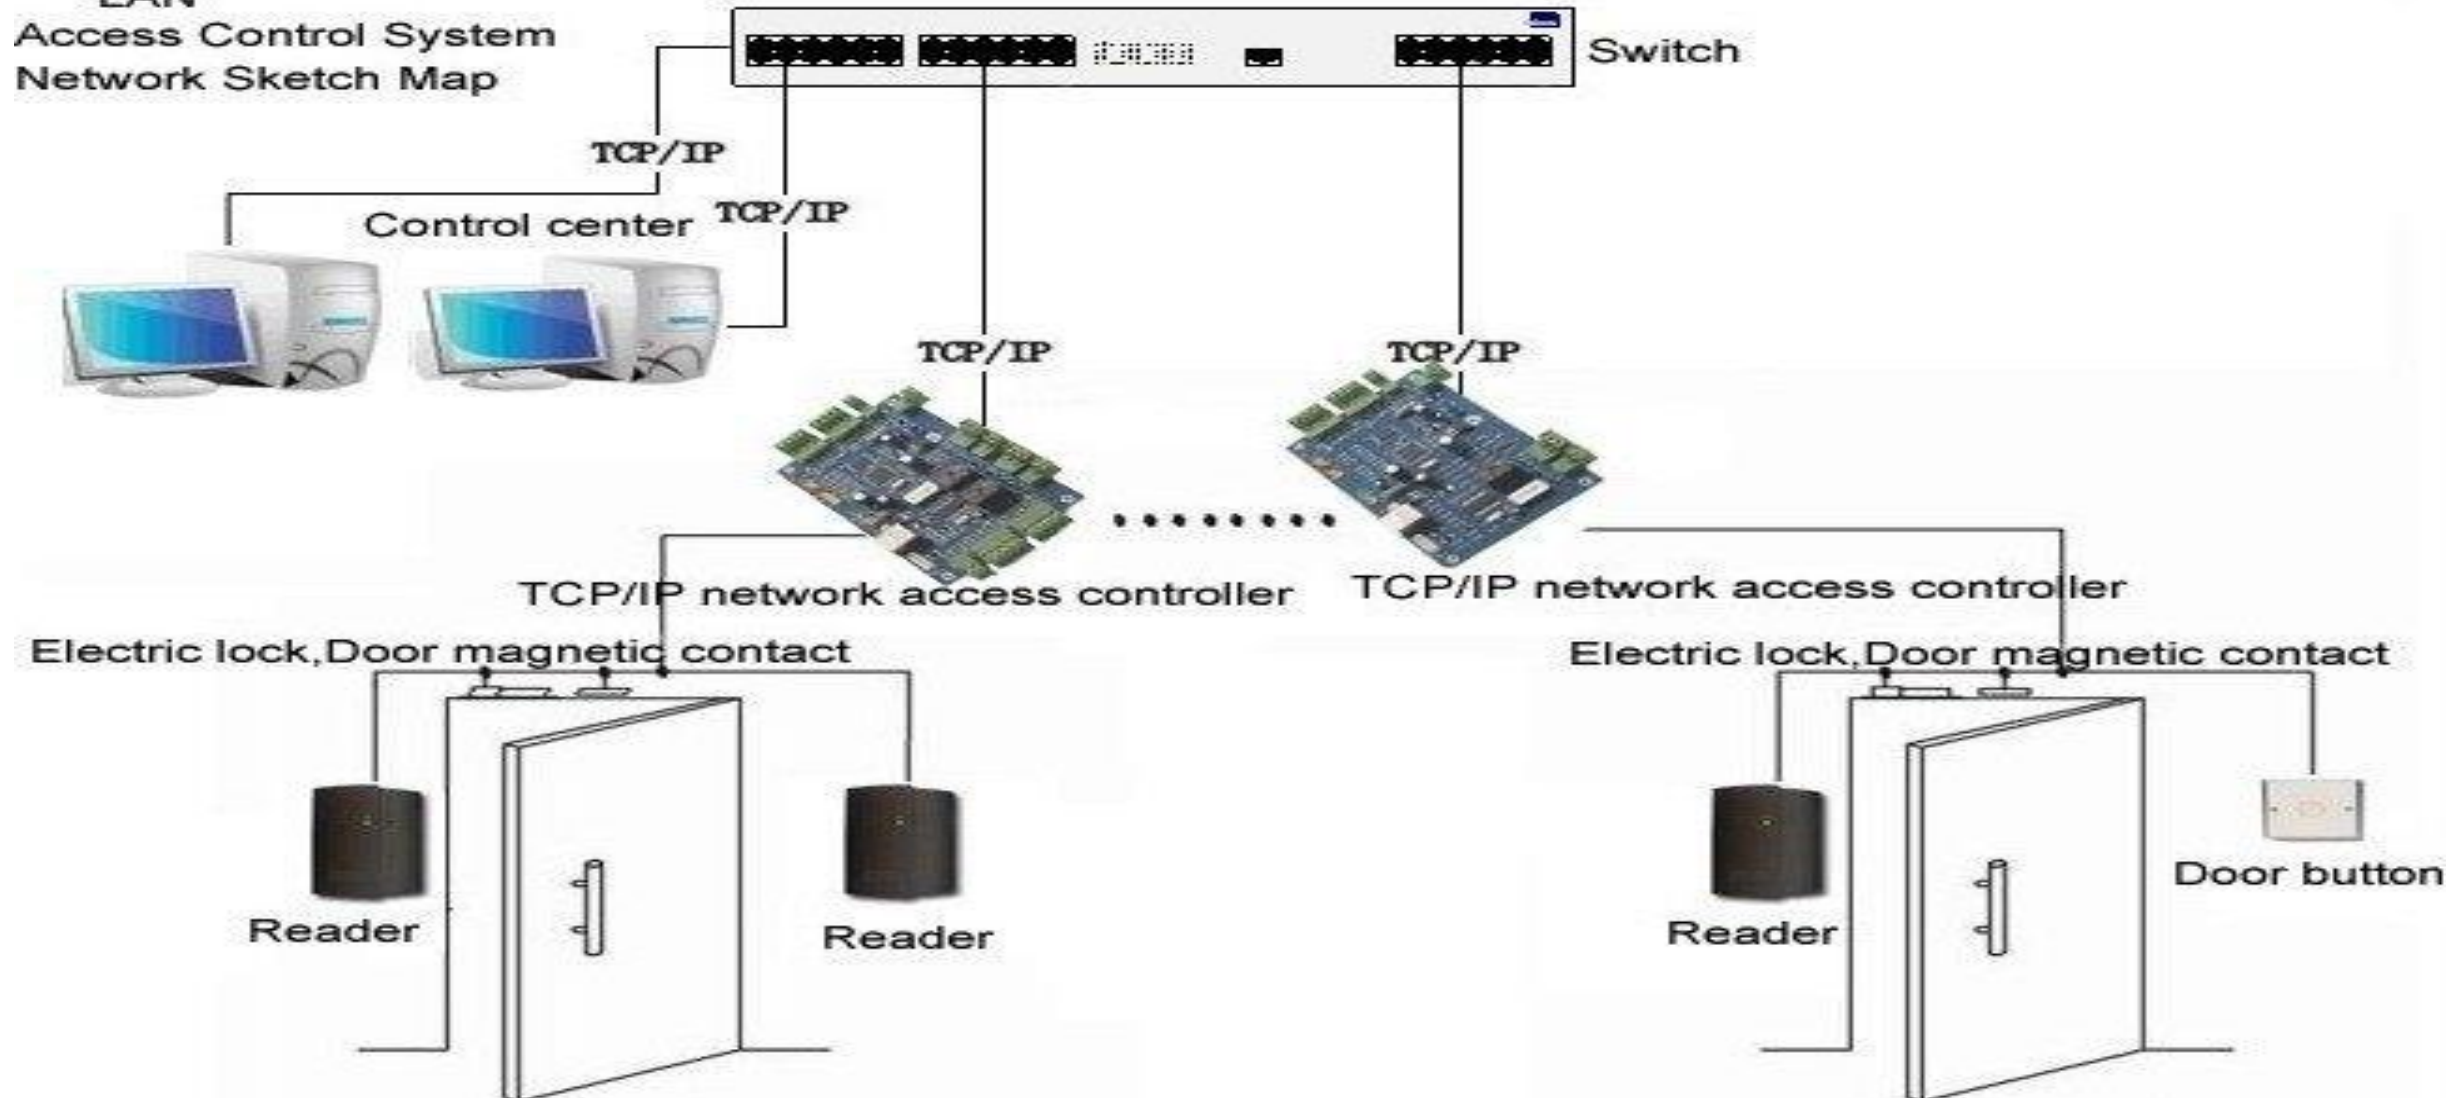 LAN
Access Control System
Network Sketch Map
Switch
TCP/IP
Control center
TCP/IP
TCP/IP
TCP/IP
TCP/IP network access controller
TCP/IP network access controller
Electric lock,Door magnetic contact
Electric lock,Door magnetic contact
Door button
Reader
Reader
Reader